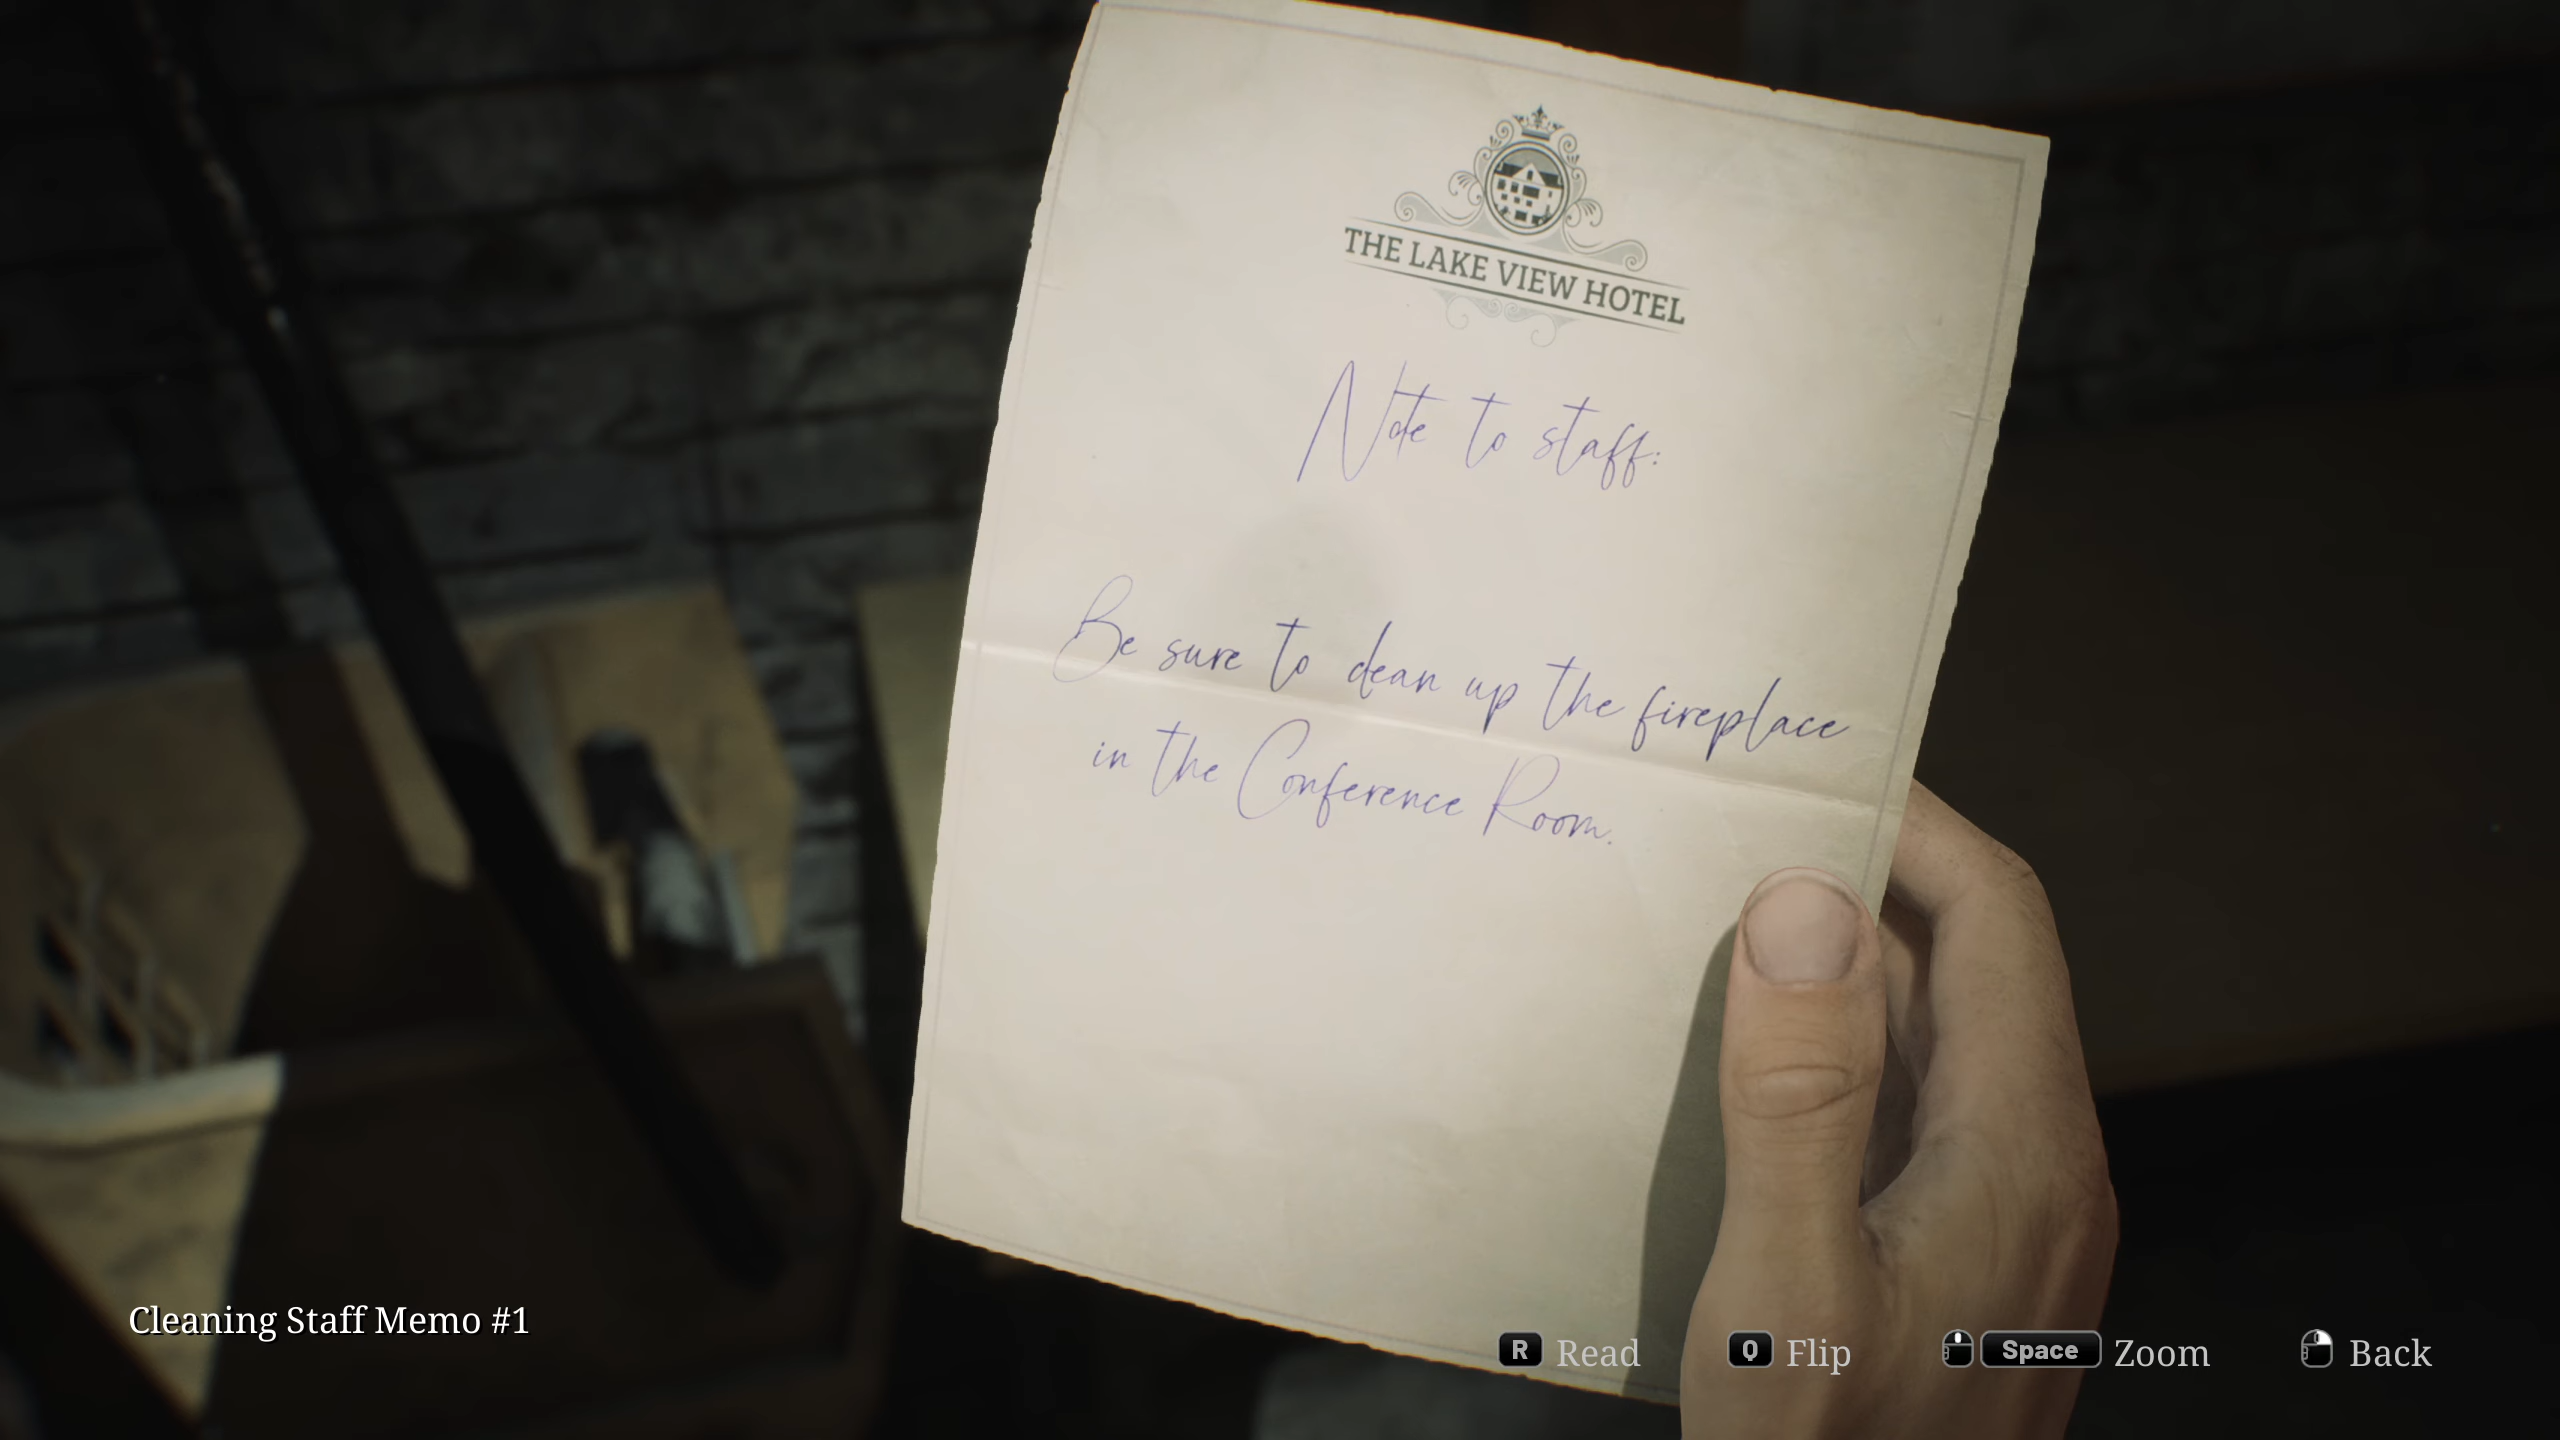 THE LAKE VIEW HOTEL
Note to staff:
Be sure to clean up the fireplace
in the Conference Room.
Cleaning Staff Memo #1
R Read Q Flip Space Zoom Back